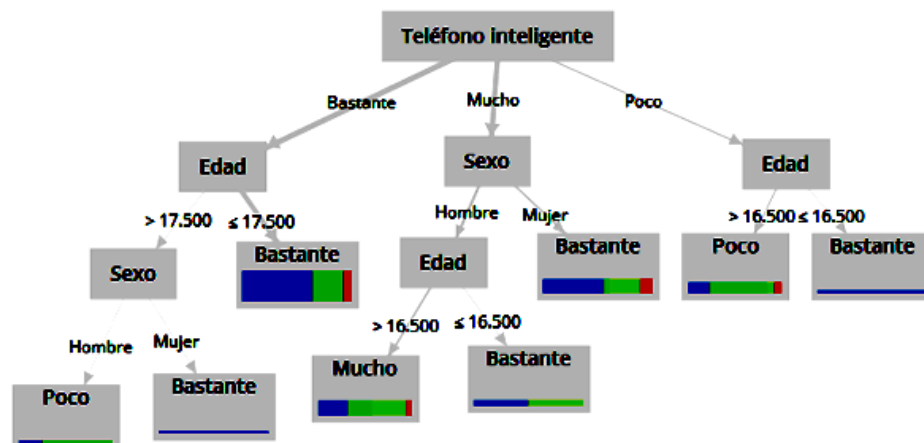 Teléfono inteligente
Bastante
Mucho
Poco
Edad
Sexo
Edad
> 17.500
≤ 17.500
Hombre
Mujer
> 16.500
≤ 16.500
Sexo
Bastante
Edad
Bastante
Poco
Bastante
> 16.500
≤ 16.500
Hombre
Mujer
Poco
Bastante
Mucho
Bastante